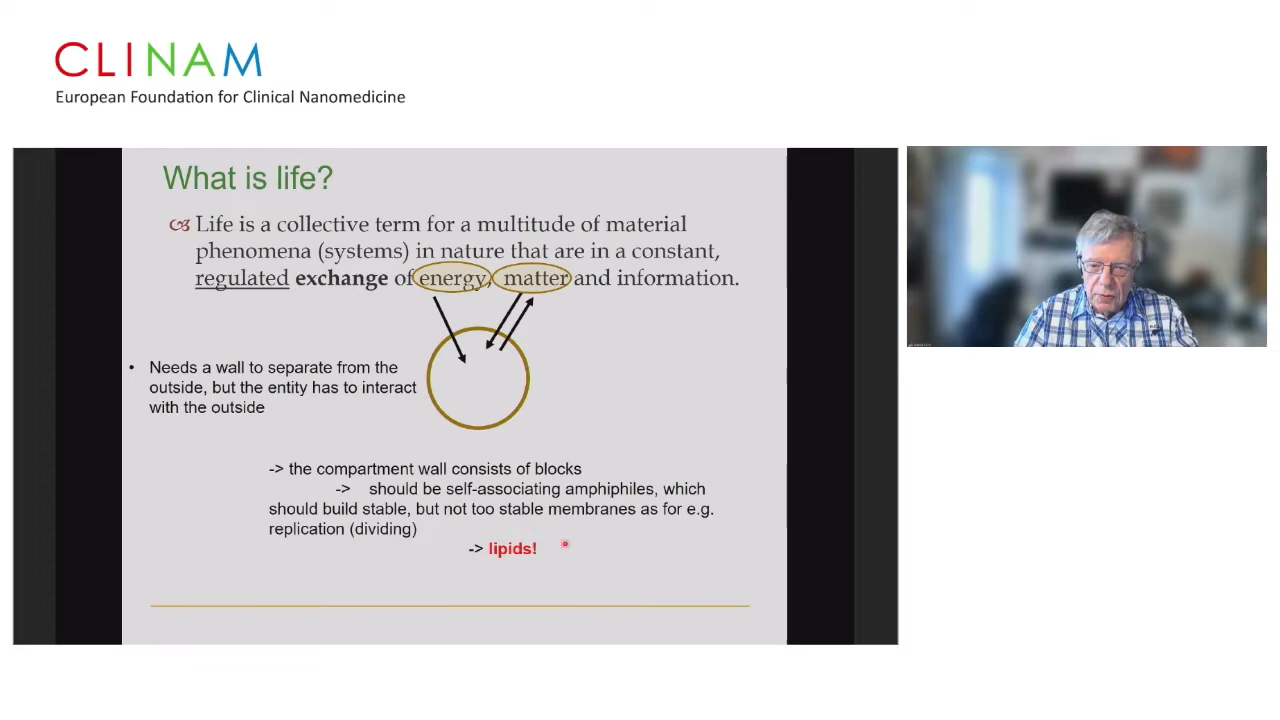 CLINAM
European Foundation for Clinical Nanomedicine
What is life?
Life is a collective term for a multitude of material
phenomena (systems) in nature that are in a constant,
regulated exchange of energy, matter and information.
• Needs a wall to separate from the
outside, but the entity has to interact
with the outside
-> the compartment wall consists of blocks
-> should be self-associating amphiphiles, which
should build stable, but not too stable membranes as for e.g.
replication (dividing)
-> lipids!